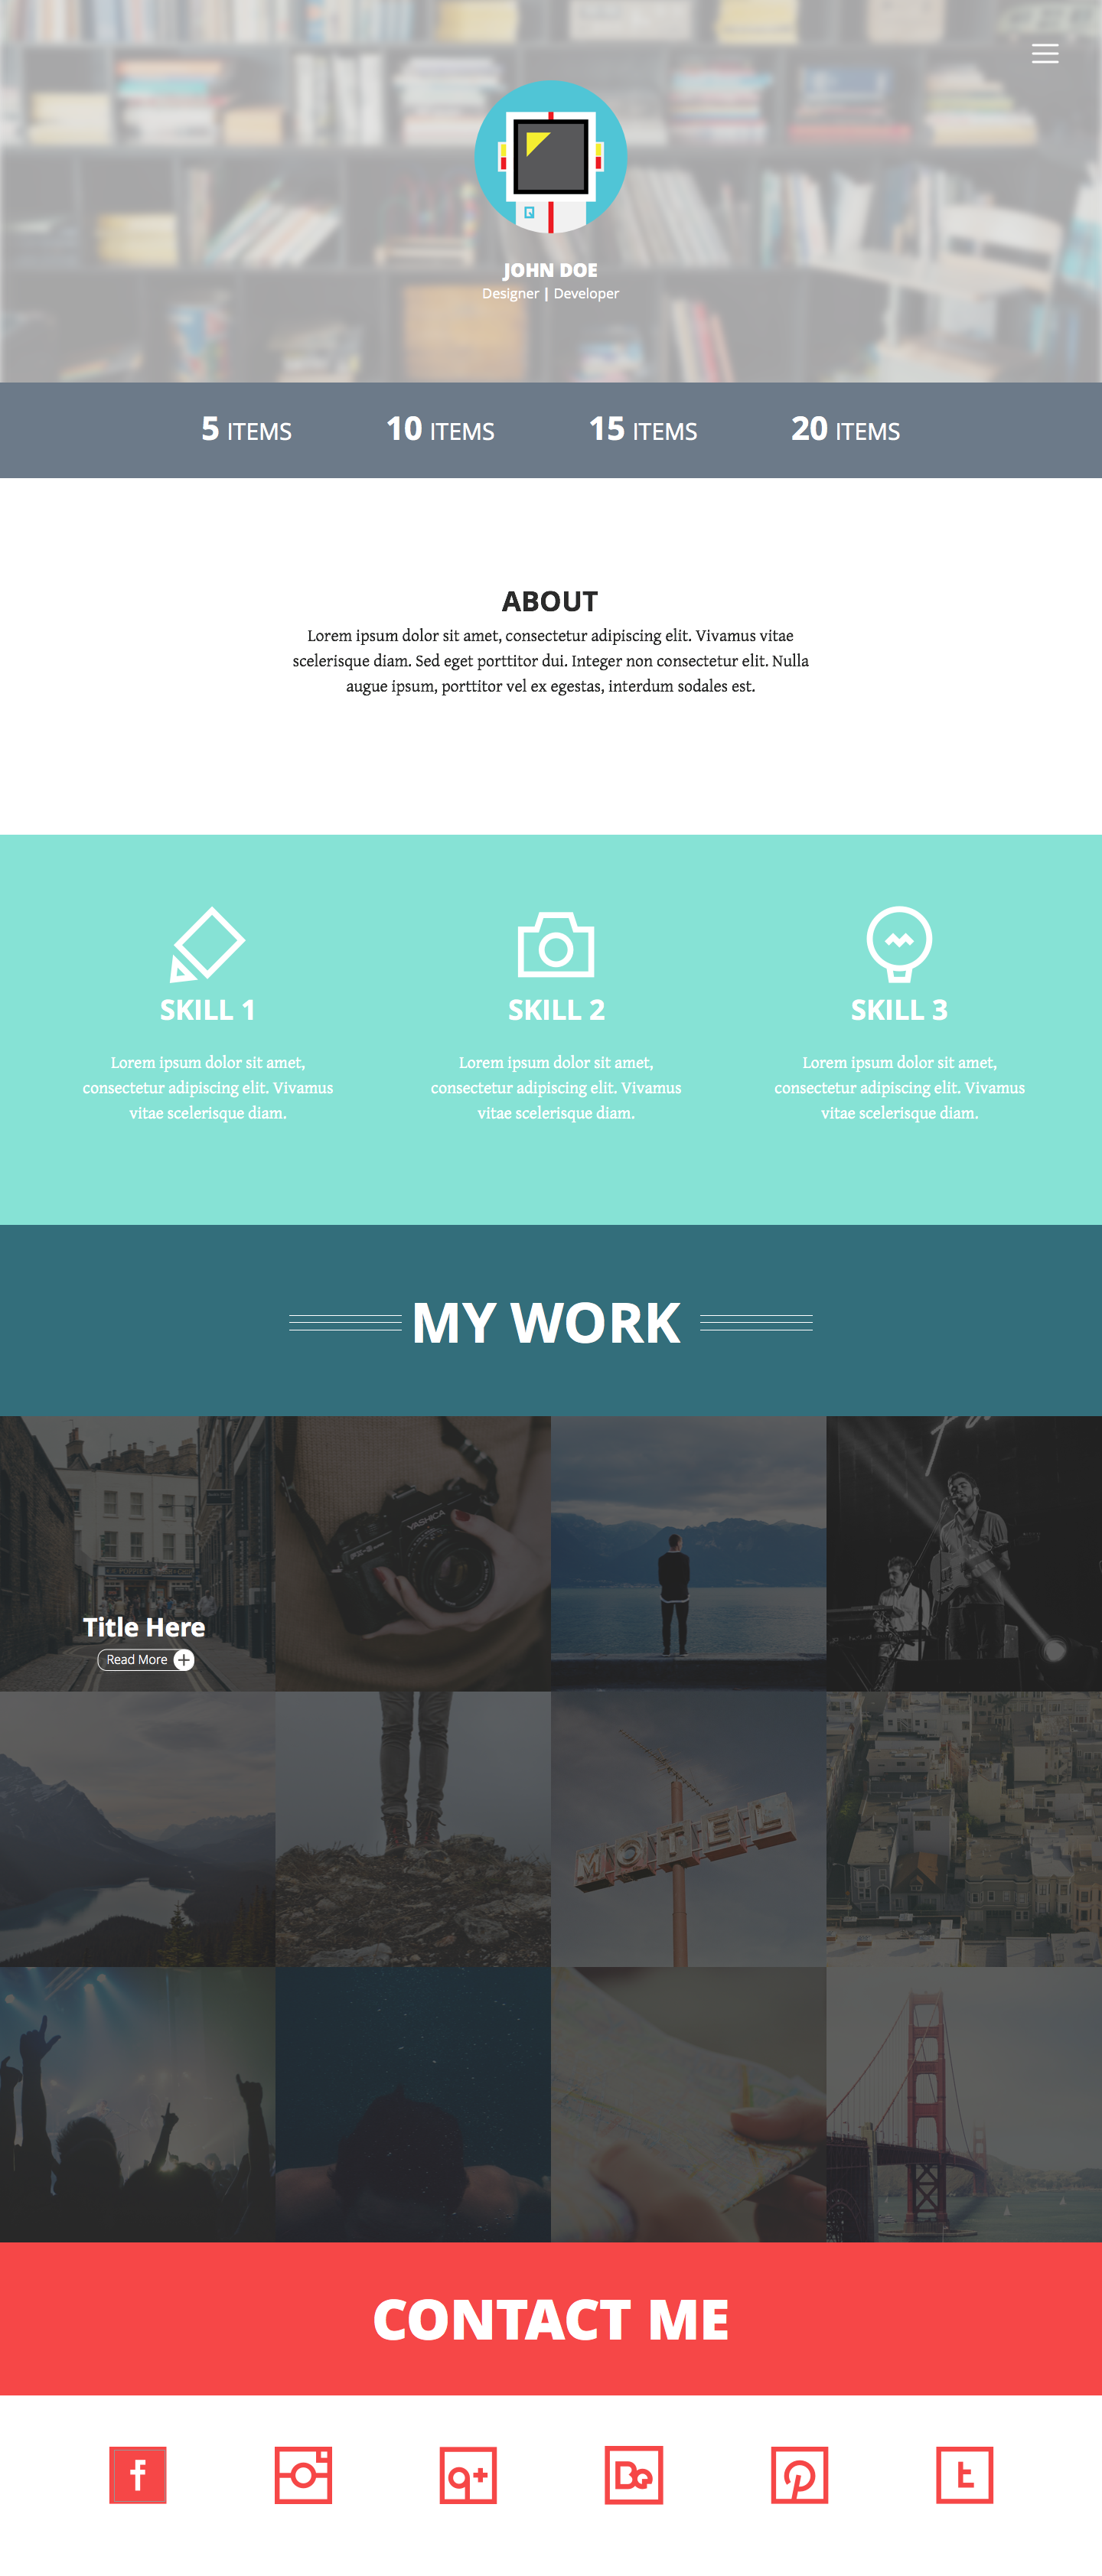 JOHN DOE
Designer | Developer
5 ITEMS
10 ITEMS
15 ITEMS
20 ITEMS
ABOUT
Lorem ipsum dolor sit amet, consectetur adipiscing elit. Vivamus vitae
scelerisque diam. Sed eget porttitor dui. Integer non consectetur elit. Nulla
augue ipsum, porttitor vel ex egestas, interdum sodales est.
SKILL 1
Lorem ipsum dolor sit amet,
consectetur adipiscing elit. Vivamus
vitae scelerisque diam.
SKILL 2
Lorem ipsum dolor sit amet,
consectetur adipiscing elit. Vivamus
vitae scelerisque diam.
SKILL 3
Lorem ipsum dolor sit amet,
consectetur adipiscing elit. Vivamus
vitae scelerisque diam.
MY WORK
YASHICA
Title Here
Read More
MOTEL
CONTACT ME